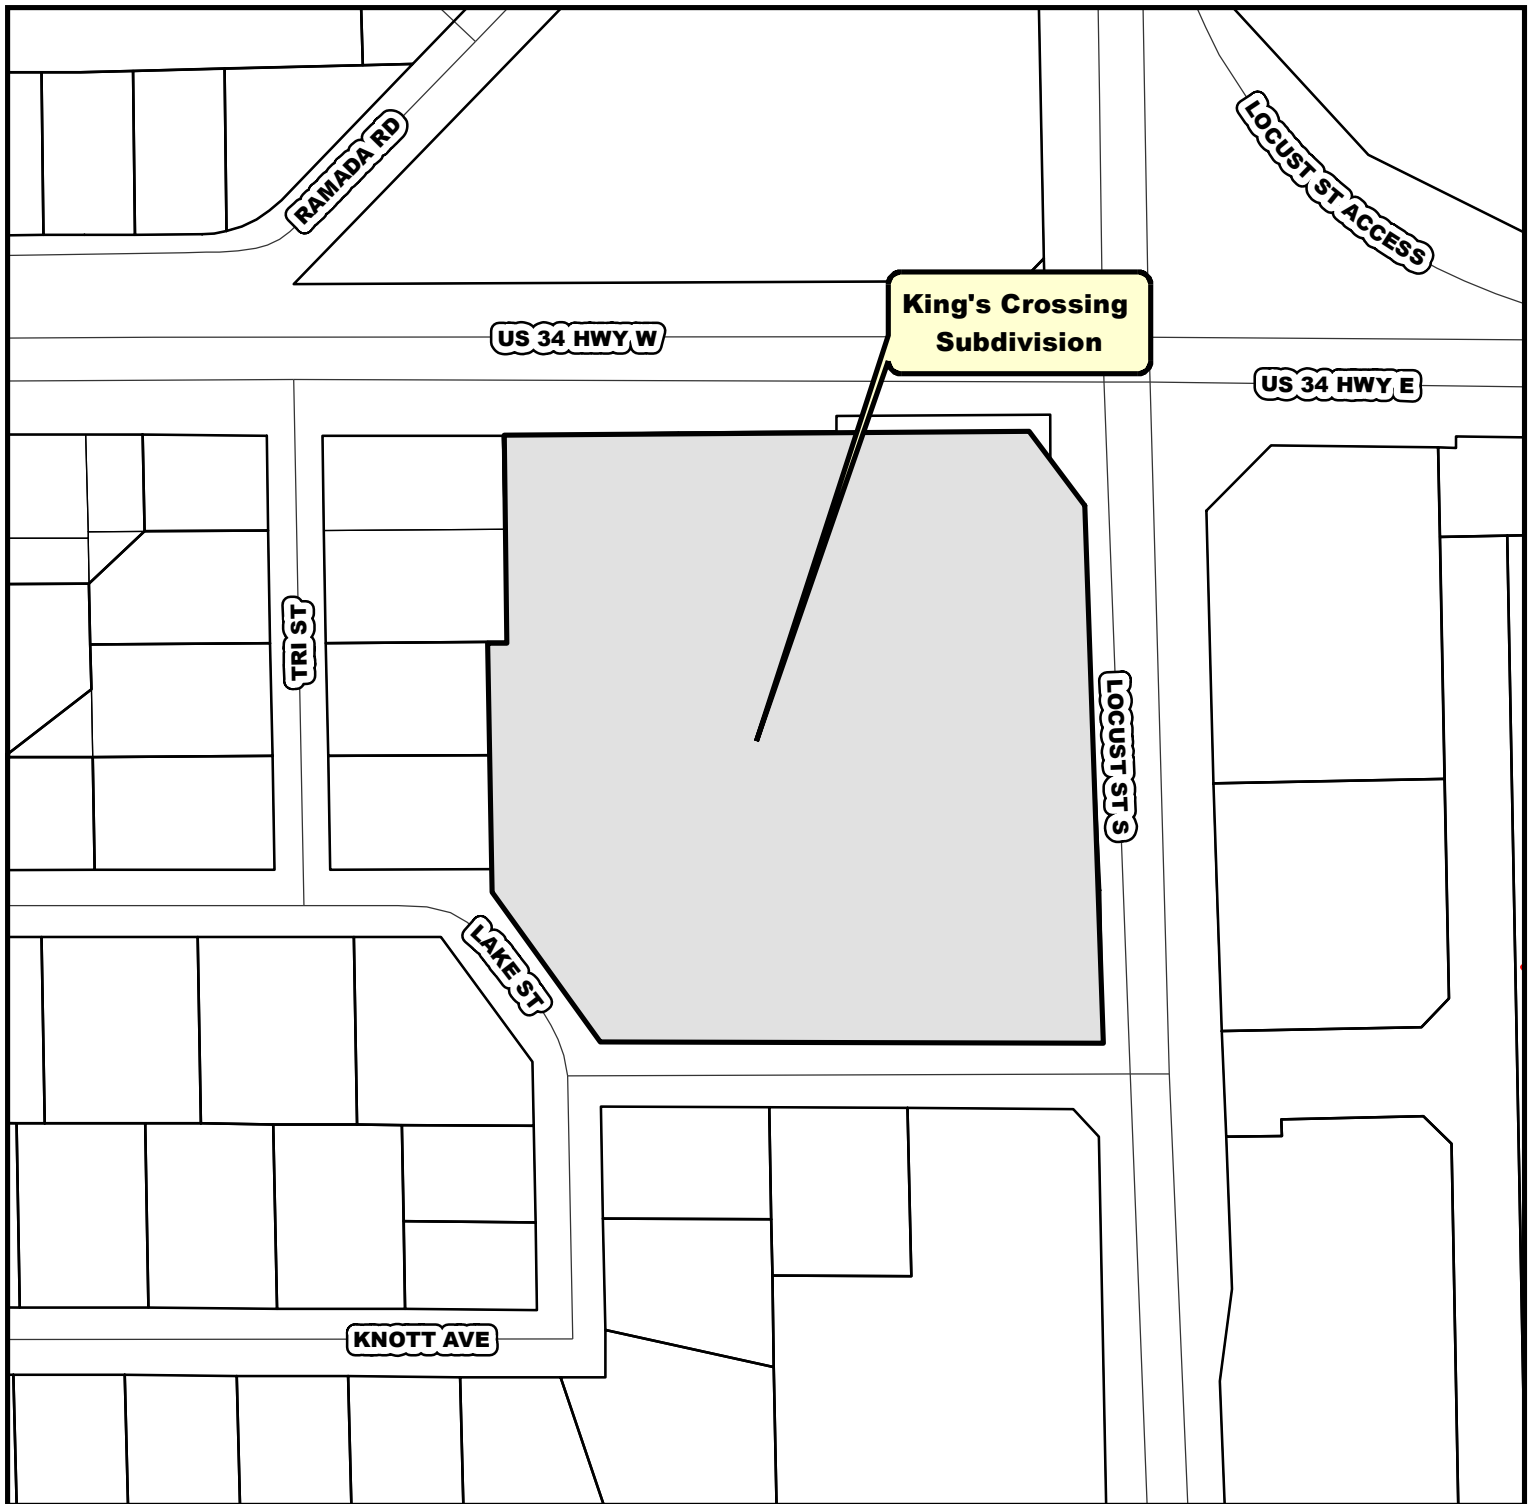 RAMADA RD
LOCUST ST ACCESS
King's Crossing
Subdivision
US 34 HWY W
US 34 HWY E
TRI ST
LOCUST ST S
LAKE ST
KNOTT AVE